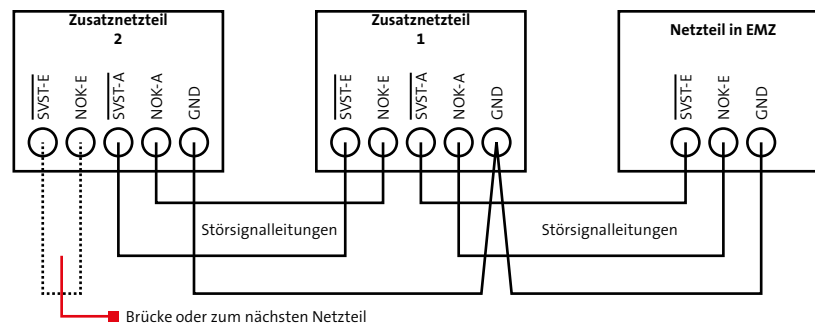 Zusatznetzteil
2
SVST-E
NOK-E
SVST-A
NOK-A
GND
Zusatznetzteil
1
SVST-E
NOK-E
SVST-A
NOK-A
GND
Netzteil in EMZ
SVST-E
NOK-E
GND
Störsignalleitungen
Störsignalleitungen
Brücke oder zum nächsten Netzteil